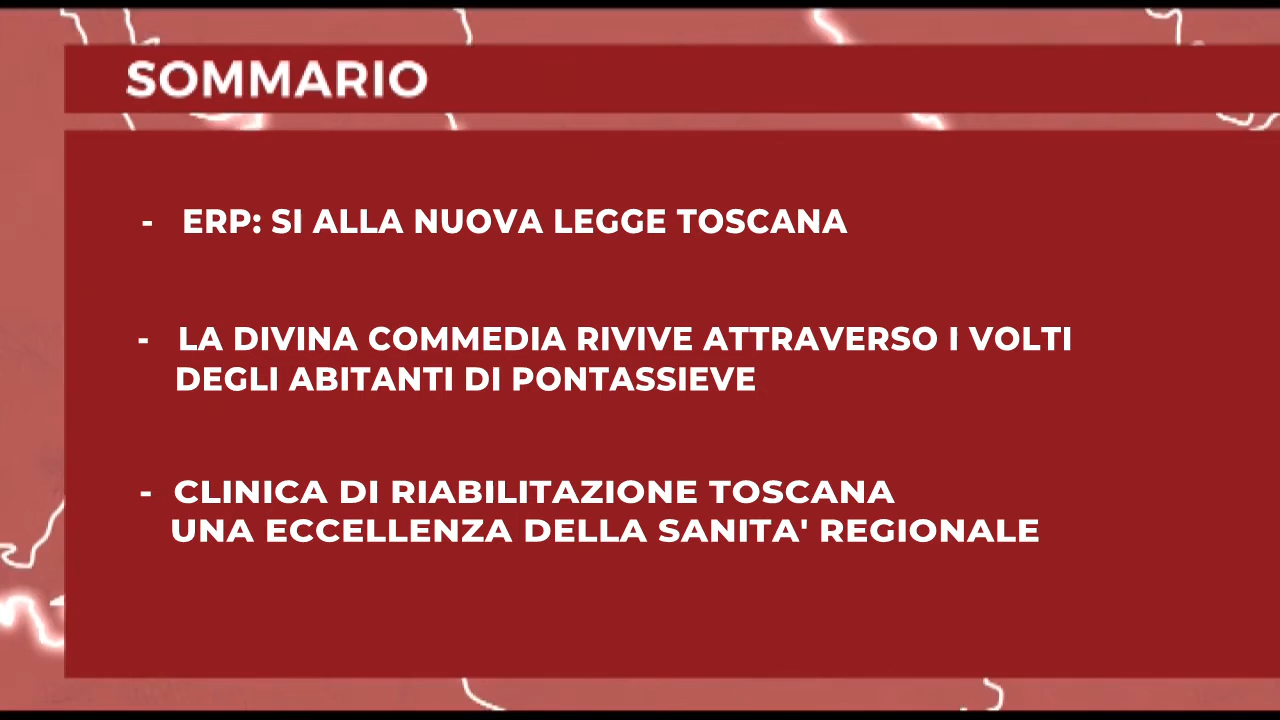 SOMMARIO
- ERP: SI ALLA NUOVA LEGGE TOSCANA
- LA DIVINA COMMEDIA RIVIVE ATTRAVERSO I VOLTI
DEGLI ABITANTI DI PONTASSIEVE
- CLINICA DI RIABILITAZIONE TOSCANA
UNA ECCELLENZA DELLA SANITA' REGIONALE